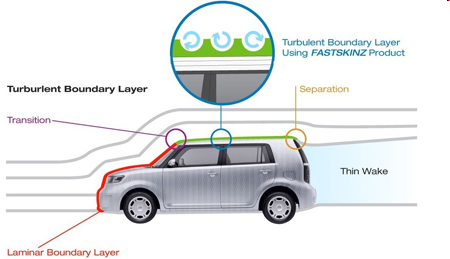 Turbulent Boundary Layer
Using FASTSKINZ Product
Turburlent Boundary Layer
Separation
Transition
Thin Wake
Laminar Boundary Layer